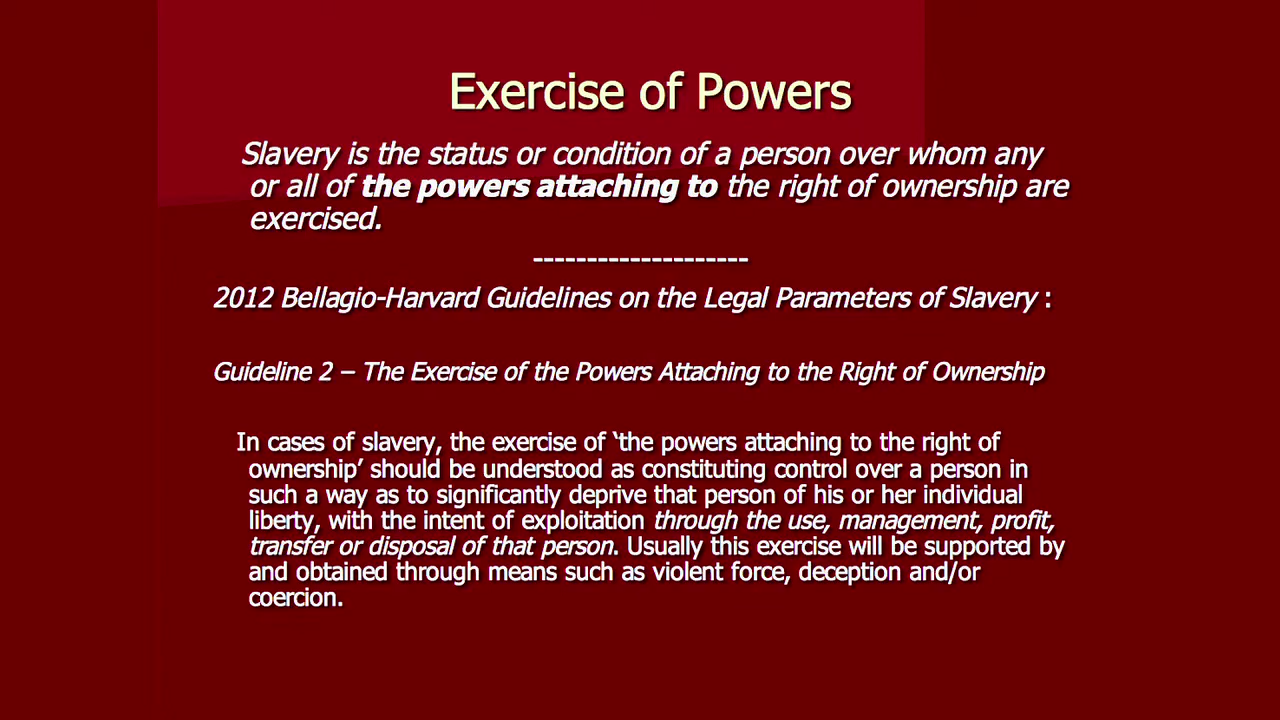 Exercise of Powers
Slavery is the status or condition of a person over whom any
or all of the powers attaching to the right of ownership are
exercised.
--------------------
2012 Bellagio-Harvard Guidelines on the Legal Parameters of Slavery :
Guideline 2 – The Exercise of the Powers Attaching to the Right of Ownership
In cases of slavery, the exercise of ‘the powers attaching to the right of
ownership’ should be understood as constituting control over a person in
such a way as to significantly deprive that person of his or her individual
liberty, with the intent of exploitation through the use, management, profit,
transfer or disposal of that person. Usually this exercise will be supported by
and obtained through means such as violent force, deception and/or
coercion.